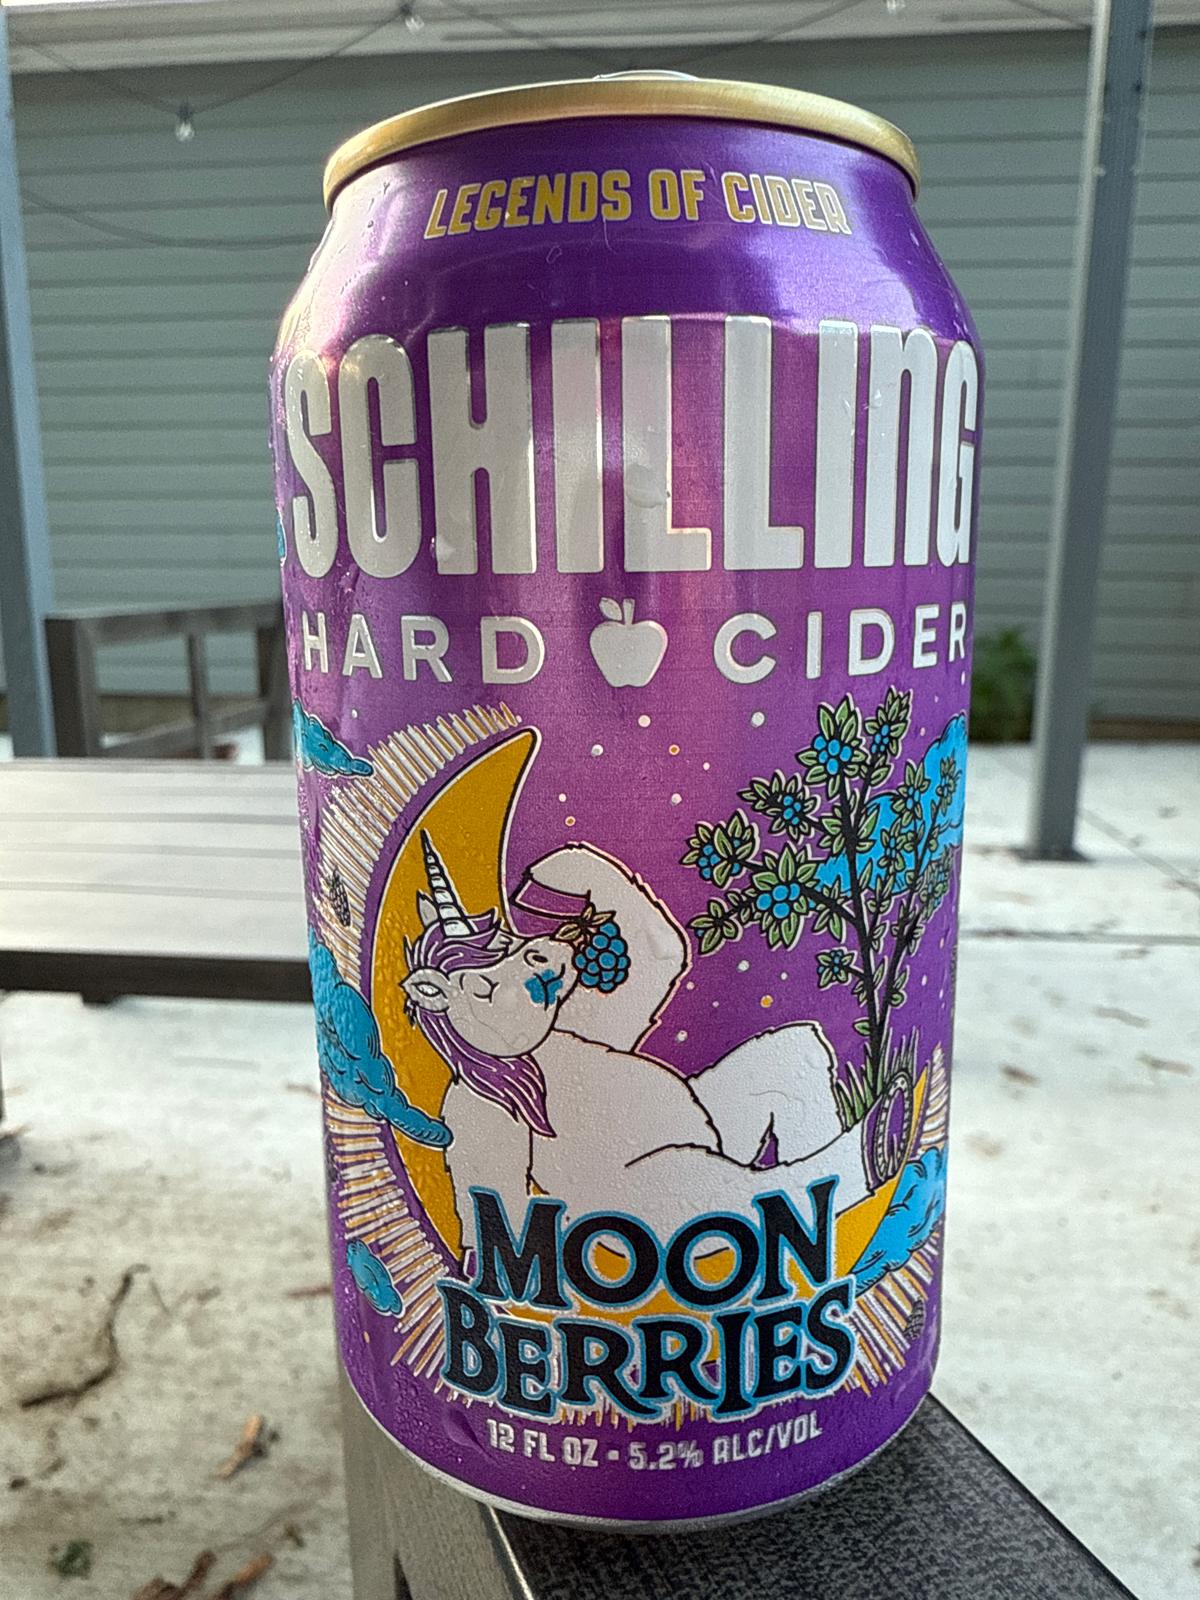 LEGENDS OF CIDER
SCHILLING
HARD CIDER
MOON
BERRIES
12 FL OZ - 5.2% ALC/VOL